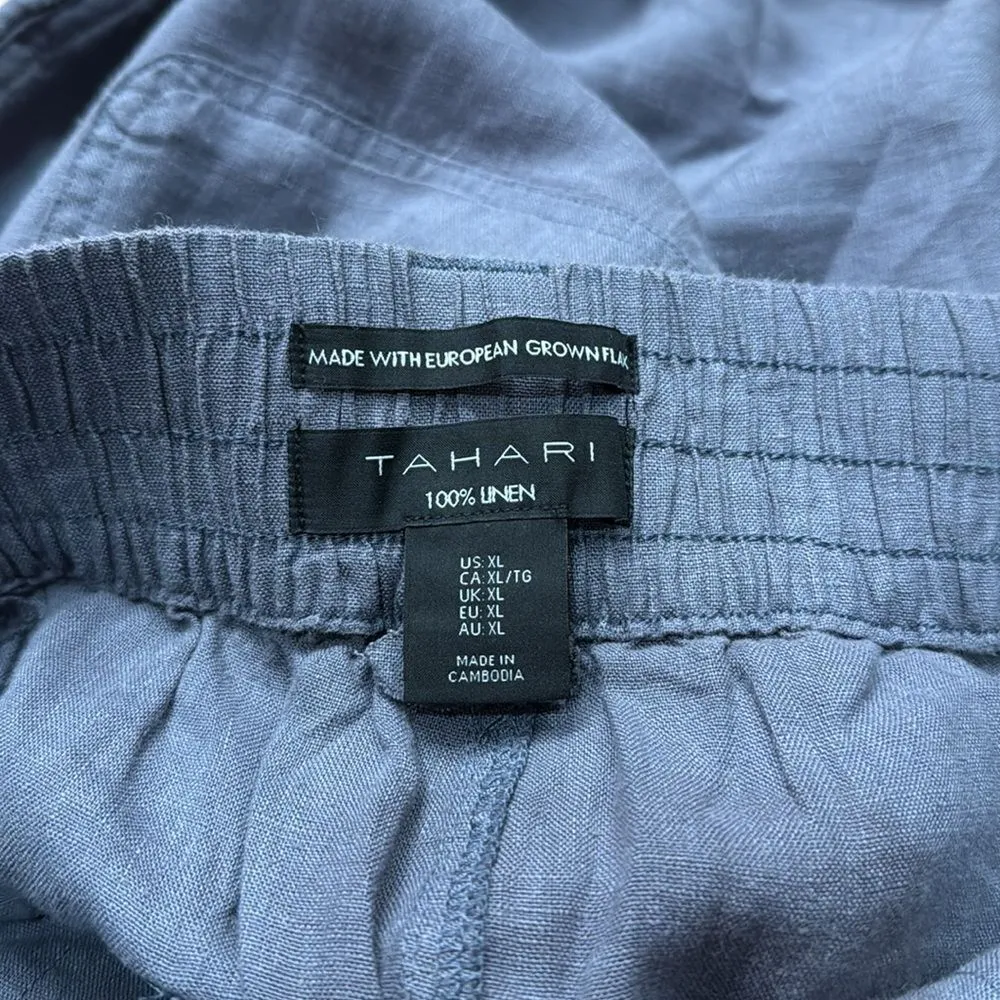 MADE WITH EUROPEAN GROWN FLAX
TAHARI
100% LINEN
US: XL
CA: XL/TG
UK: XL
EU: XL
AU: XL
MADE IN
CAMBODIA